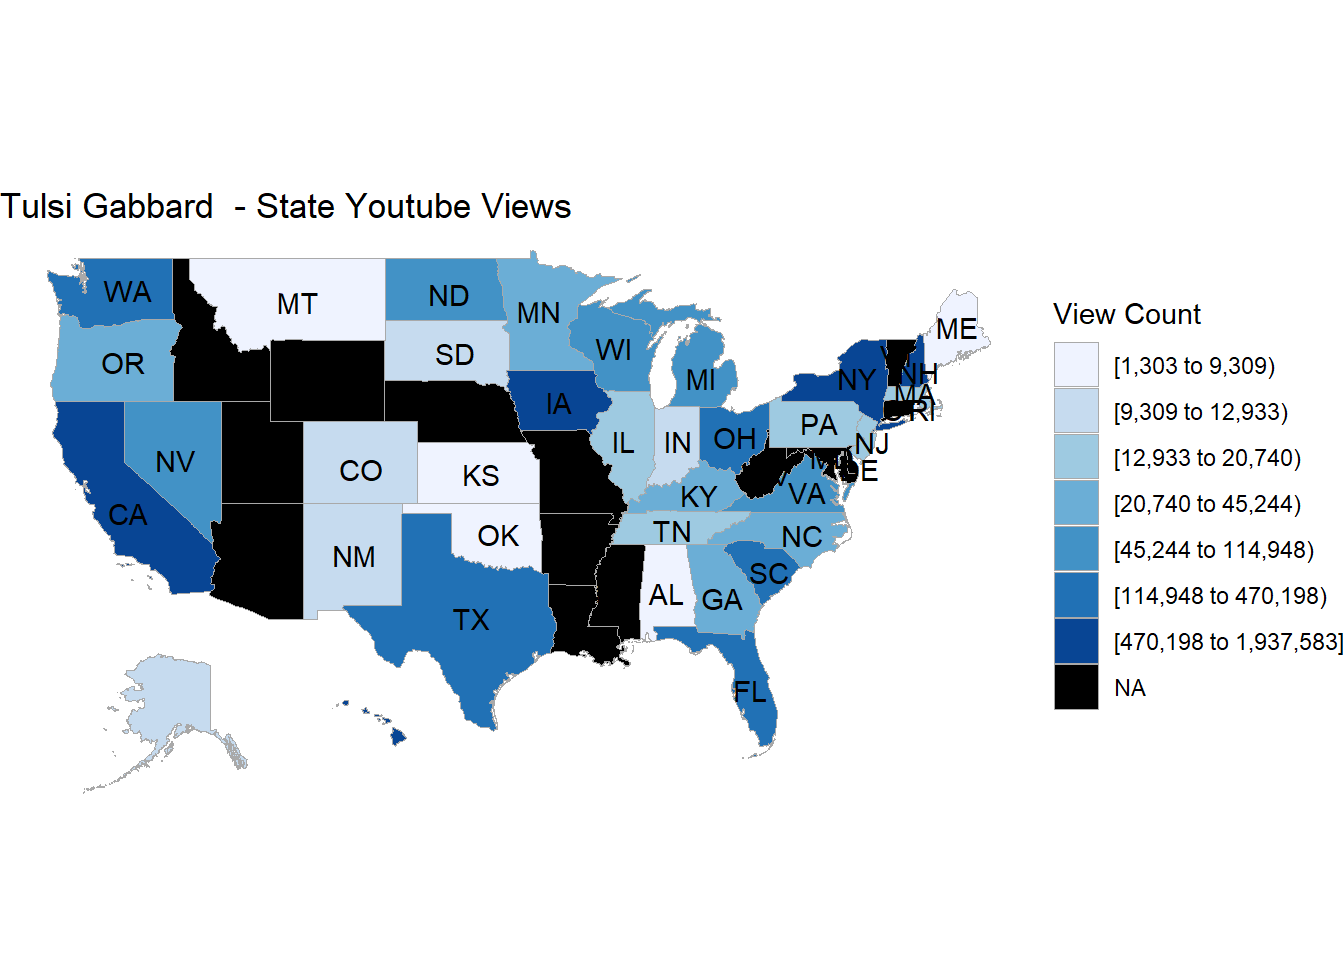 Tulsi Gabbard  - State Youtube Views
WA
MT
ND
MN
ME
OR
SD
WI
MI
NY
NH
MA
RI
IA
NV
IL
IN
OH
PA
NJ
CO
KS
KY
VA
DE
CA
NM
OK
TN
NC
TX
AL
GA
SC
FL
View Count
[1,303 to 9,309)
[9,309 to 12,933)
[12,933 to 20,740)
[20,740 to 45,244)
[45,244 to 114,948)
[114,948 to 470,198)
[470,198 to 1,937,583]
NA